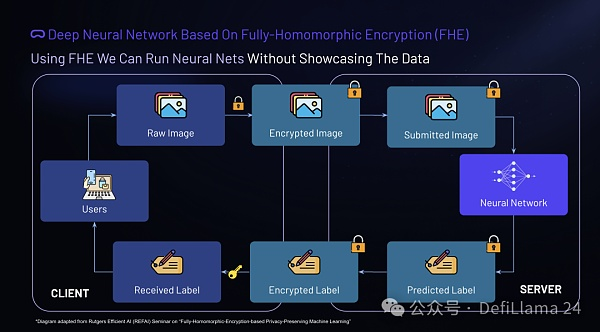 Deep Neural Network Based On Fully-Homomorphic Encryption (FHE)
Using FHE We Can Run Neural Nets Without Showcasing The Data
Raw Image
Encrypted Image
Submitted Image
Users
Neural Network
Received Label
Encrypted Label
Predicted Label
CLIENT
SERVER
*Diagram adapted from Rutgers Efficient AI (REFAI) Seminar on "Fully-Homomorphic-Encryption-based Privacy-Preserving Machine Learning"
公众号 · DefiLlama 24